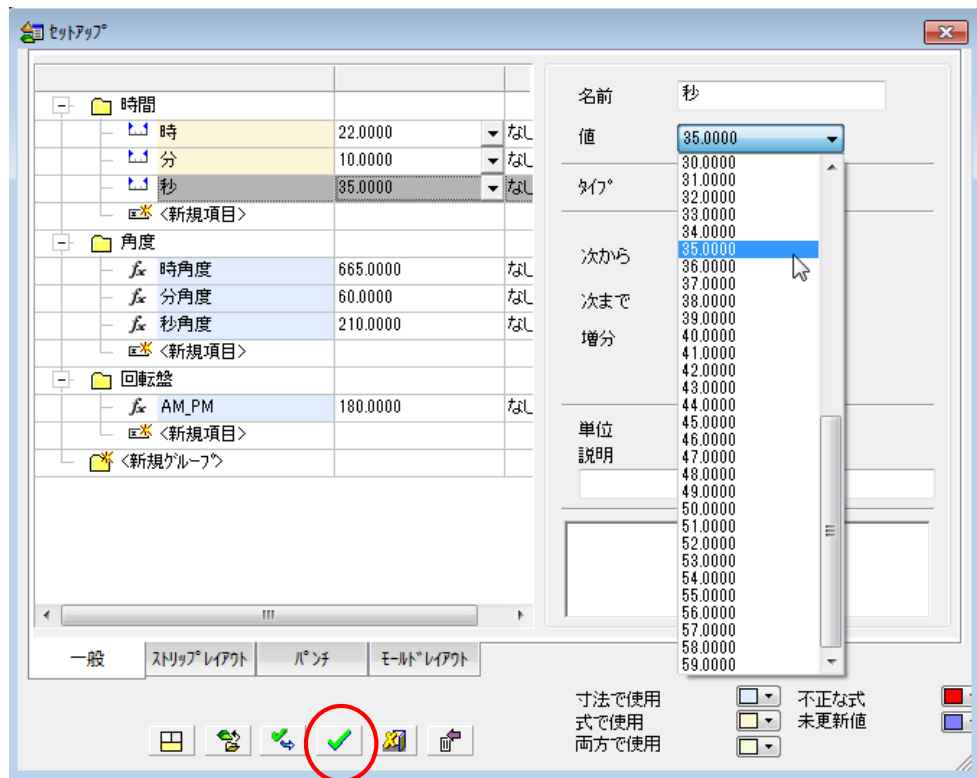 セットアップ
時間
時 22.0000 なし
分 10.0000 なし
秒 35.0000 なし
<新規項目>
角度
fx 時角度 665.0000 なし
fx 分角度 60.0000 なし
fx 秒角度 210.0000 なし
<新規項目>
回転盤
fx AM_PM 180.0000 なし
<新規項目>
<新規グループ>
一般 ストリップレイアウト パンチ モールドレイアウト
名前 秒
値 35.0000
タイプ
次から
次まで
増分
単位
説明
30.0000
31.0000
32.0000
33.0000
34.0000
35.0000
36.0000
37.0000
38.0000
39.0000
40.0000
41.0000
42.0000
43.0000
44.0000
45.0000
46.0000
47.0000
48.0000
49.0000
50.0000
51.0000
52.0000
53.0000
54.0000
55.0000
56.0000
57.0000
58.0000
59.0000
寸法で使用 不正な式
式で使用 未更新値
両方で使用